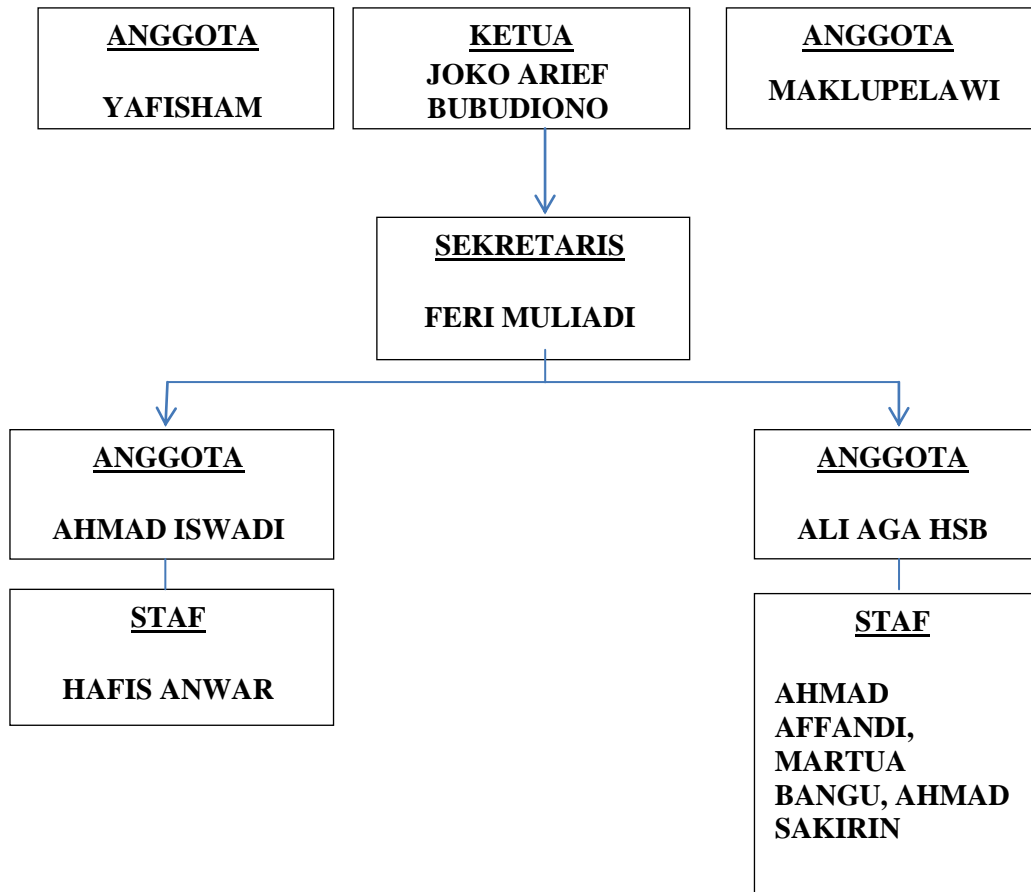 ANGGOTA
YAFISHAM
KETUA
JOKO ARIEF
BUBUDIONO
ANGGOTA
MAKLUPELAWI
SEKRETARIS
FERI MULIADI
ANGGOTA
AHMAD ISWADI
ANGGOTA
ALI AGA HSB
STAF
HAFIS ANWAR
STAF
AHMAD
AFFANDI,
MARTUA
BANGU, AHMAD
SAKIRIN